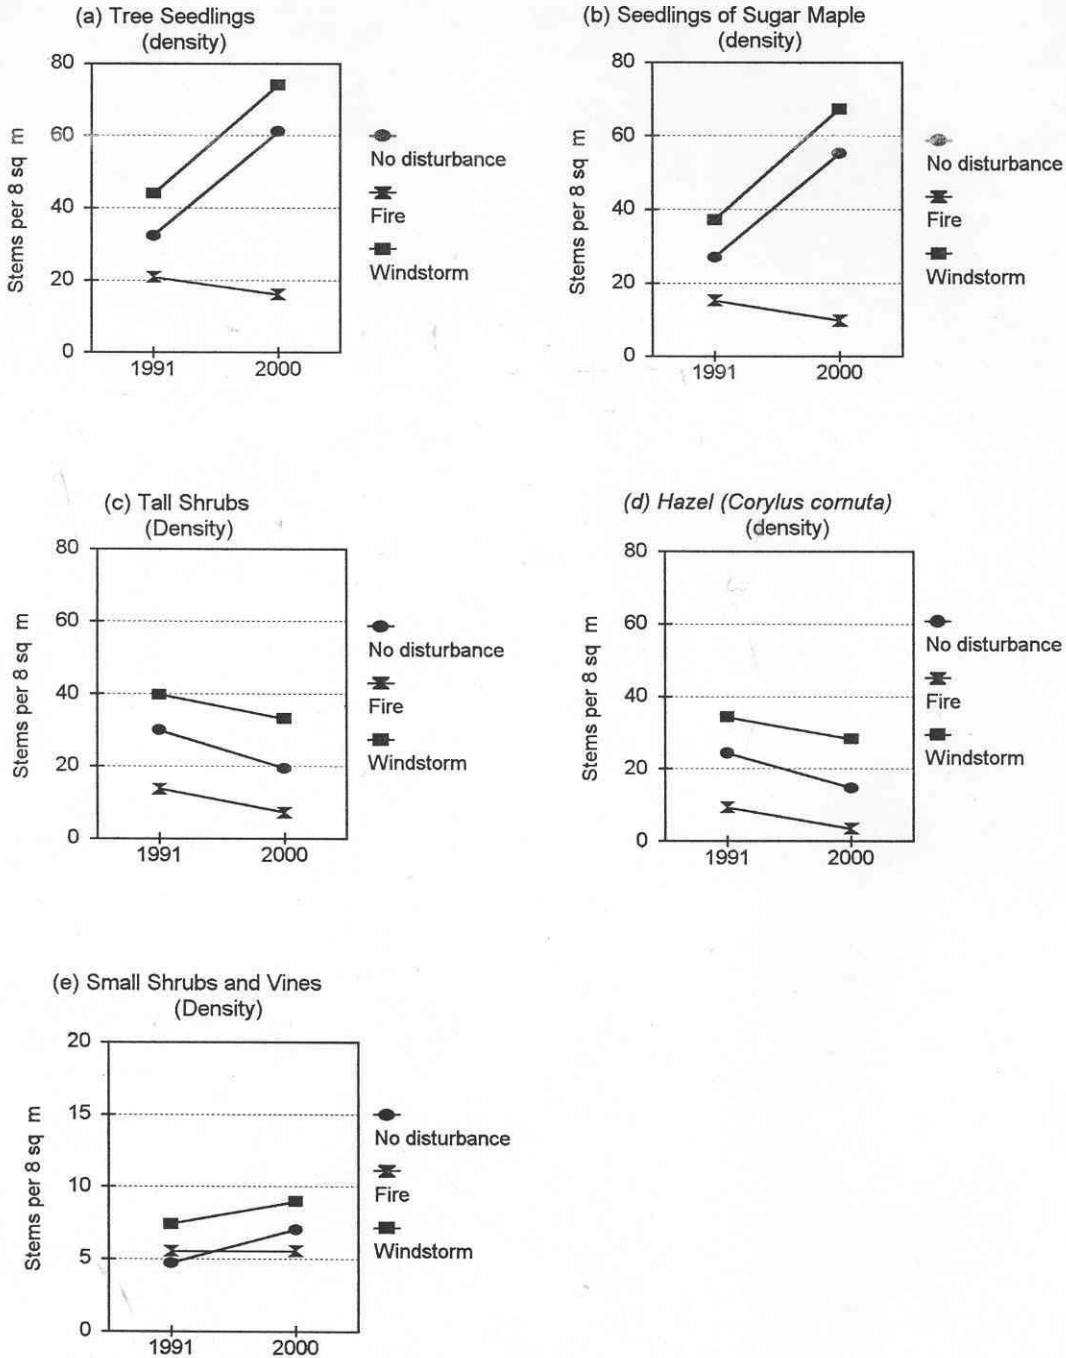 (a) Tree Seedlings
(density)
Stems per 8 sq m
80
60
40
20
0
1991
2000
No disturbance
Fire
Windstorm
(b) Seedlings of Sugar Maple
(density)
Stems per 8 sq m
80
60
40
20
0
1991
2000
No disturbance
Fire
Windstorm
(c) Tall Shrubs
(Density)
Stems per 8 sq m
80
60
40
20
0
1991
2000
No disturbance
Fire
Windstorm
(d) Hazel (Corylus cornuta)
(density)
Stems per 8 sq m
80
60
40
20
0
1991
2000
No disturbance
Fire
Windstorm
(e) Small Shrubs and Vines
(Density)
Stems per 8 sq m
20
15
10
5
0
1991
2000
No disturbance
Fire
Windstorm